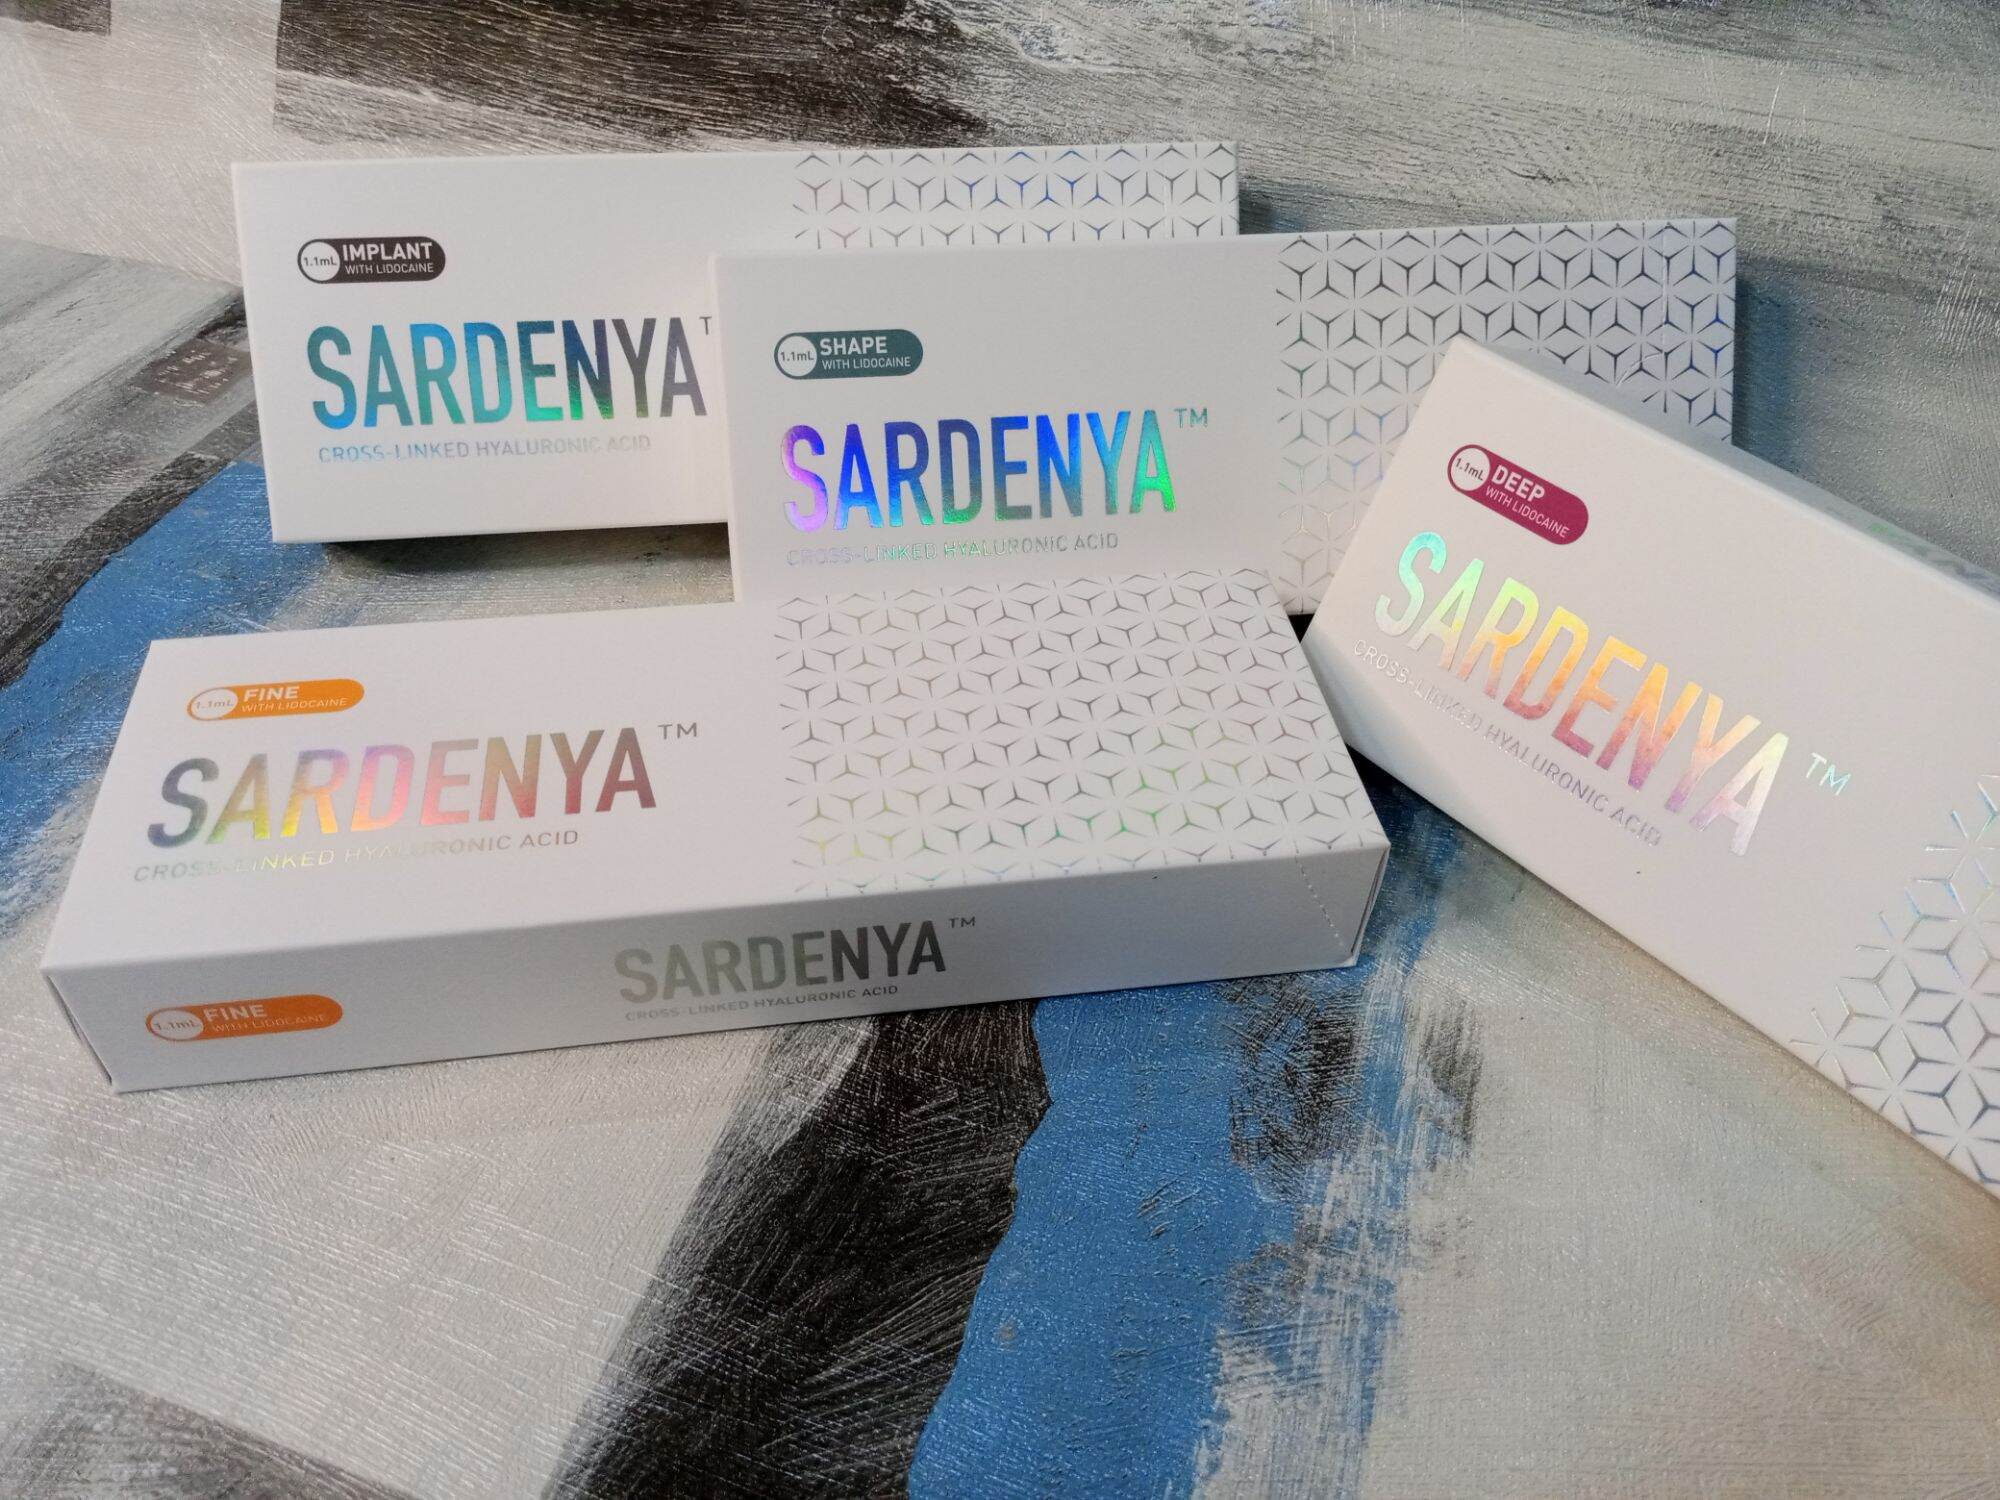 1.1mL IMPLANT
WITH LIDOCAINE
SARDENYA T
CROSS-LINKED HYALURONIC ACID
1.1mL SHAPE
WITH LIDOCAINE
SARDENYA™
CROSS-LINKED HYALURONIC ACID
1.1mL DEEP
WITH LIDOCAINE
SARDENYA™
CROSS-LINKED HYALURONIC ACID
1.1mL FINE
WITH LIDOCAINE
SARDENYA™
CROSS-LINKED HYALURONIC ACID
1.1mL FINE
WITH LIDOCAINE
SARDENYA™
CROSS-LINKED HYALURONIC ACID